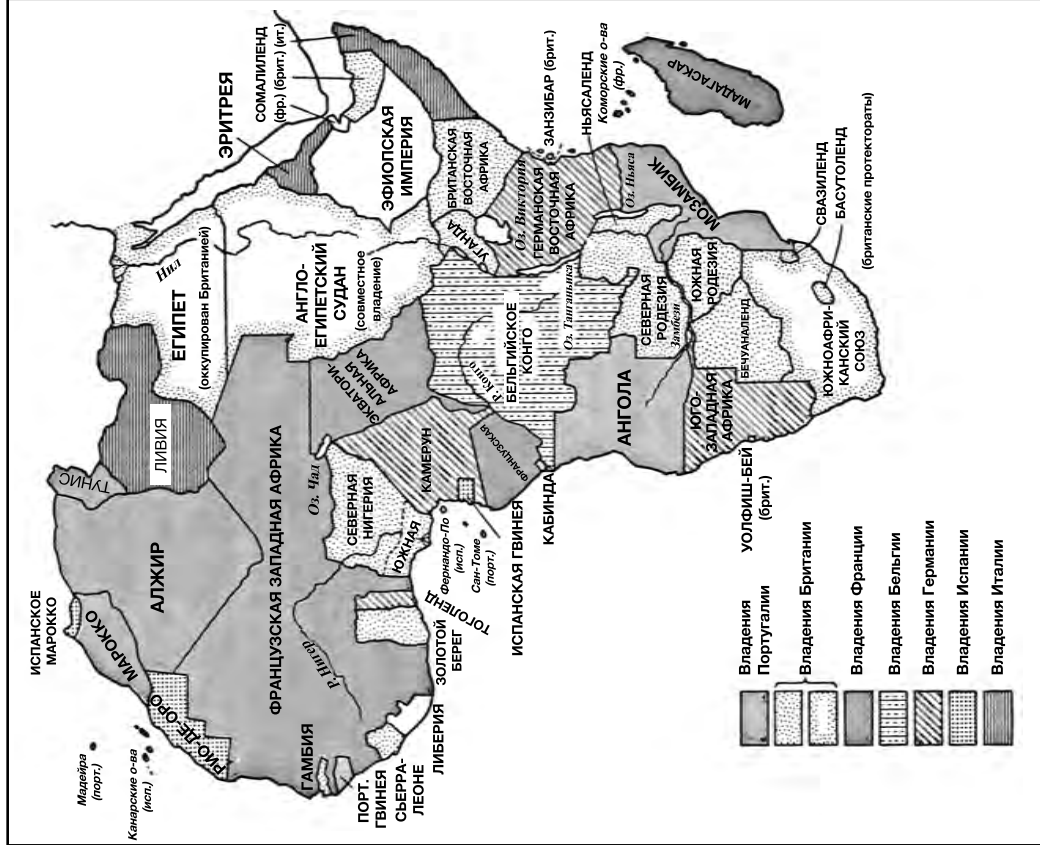 Мадейра
(порт.)
Канарские о-ва
(исп.)
ИСПАНСКОЕ
МАРОККО
МАРОККО
РИО-ДЕ-ОРО
АЛЖИР
ТУНИС
ЛИВИЯ
ЕГИПЕТ
(оккупирован Британией)
Нил
ФРАНЦУЗСКАЯ ЗАПАДНАЯ АФРИКА
Р. Нигер
ГАМБИЯ
ПОРТ.
ГВИНЕЯ
СЬЕРРА-
ЛЕОНЕ
ЛИБЕРИЯ
ЗОЛОТОЙ
БЕРЕГ
ТОГОЛЕНД
СЕВЕРНАЯ
НИГЕРИЯ
ЮЖНАЯ
Оз. Чад
КАМЕРУН
Фернандо-По
(исп.)
Сан-Томе
(порт.)
ИСПАНСКАЯ ГВИНЕЯ
КАБИНДА
ФРАНЦУЗСКАЯ
ЭКВАТОРИ-
АЛЬНАЯ
АФРИКА
АНГЛО-
ЕГИПЕТСКИЙ
СУДАН
(совместное
владение)
ЭРИТРЕЯ
СОМАЛИЛЕНД
(фр.) (брит.) (ит.)
ЭФИОПСКАЯ
ИМПЕРИЯ
БРИТАНСКАЯ
ВОСТОЧНАЯ
АФРИКА
УГАНДА
Оз. Виктория
ГЕРМАНСКАЯ
ВОСТОЧНАЯ
АФРИКА
ЗАНЗИБАР (брит.)
НЬЯСАЛЕНД
Коморские о-ва
(фр.)
МАДАГАСКАР
Оз. Ньяса
МОЗАМБИК
Р. Конго
БЕЛЬГИЙСКОЕ
КОНГО
Оз. Танганьика
АНГОЛА
СЕВЕРНАЯ
РОДЕЗИЯ
Замбези
ЮЖНАЯ
РОДЕЗИЯ
БЕЧУАНАЛЕНД
ЮГО-
ЗАПАДНАЯ
АФРИКА
УОЛФИШ-БЕЙ
(брит.)
ЮЖНОАФРИ-
КАНСКИЙ
СОЮЗ
СВАЗИЛЕНД
БАСУТОЛЕНД
(британские протектораты)
Владения
Португалии
Владения Британии
Владения Франции
Владения Бельгии
Владения Германии
Владения Испании
Владения Италии